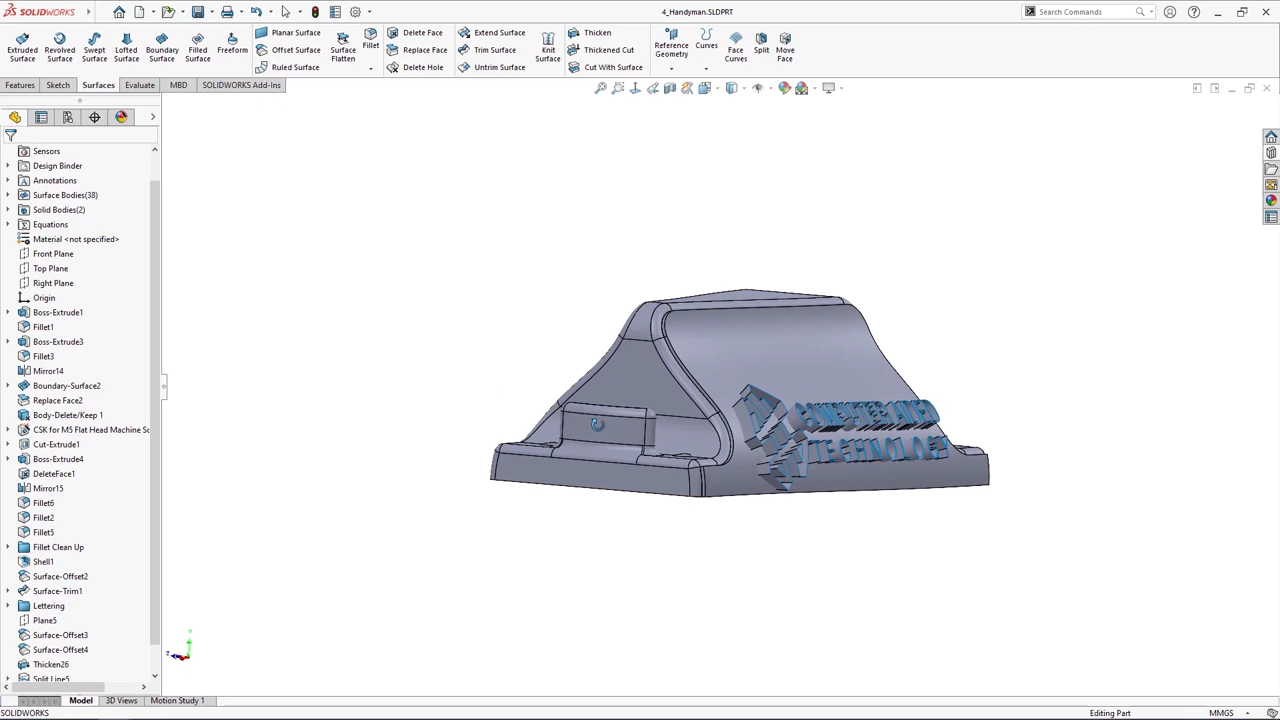 SOLIDWORKS
4_Handyman.SLDPRT
Search Commands
Extruded Surface
Revolved Surface
Swept Surface
Lofted Surface
Boundary Surface
Filled Surface
Freeform
Planar Surface
Offset Surface
Ruled Surface
Surface Flatten
Fillet
Delete Face
Replace Face
Delete Hole
Extend Surface
Trim Surface
Untrim Surface
Knit Surface
Thicken
Thickened Cut
Cut With Surface
Reference Geometry
Curves
Face Curves
Split
Move Face
Features
Sketch
Surfaces
Evaluate
MBD
SOLIDWORKS Add-Ins
Sensors
Design Binder
Annotations
Surface Bodies(38)
Solid Bodies(2)
Equations
Material <not specified>
Front Plane
Top Plane
Right Plane
Origin
Boss-Extrude1
Fillet1
Boss-Extrude3
Fillet3
Mirror14
Boundary-Surface2
Replace Face2
Body-Delete/Keep 1
CSK for M5 Flat Head Machine Sc
Cut-Extrude1
Boss-Extrude4
DeleteFace1
Mirror15
Fillet6
Fillet2
Fillet5
Fillet Clean Up
Shell1
Surface-Offset2
Surface-Trim1
Lettering
Plane5
Surface-Offset3
Surface-Offset4
Thicken26
Split Line5
COMPUTER AIDED
TECHNOLOGY
Y
Z
Model
3D Views
Motion Study 1
SOLIDWORKS
Editing Part
MMGS